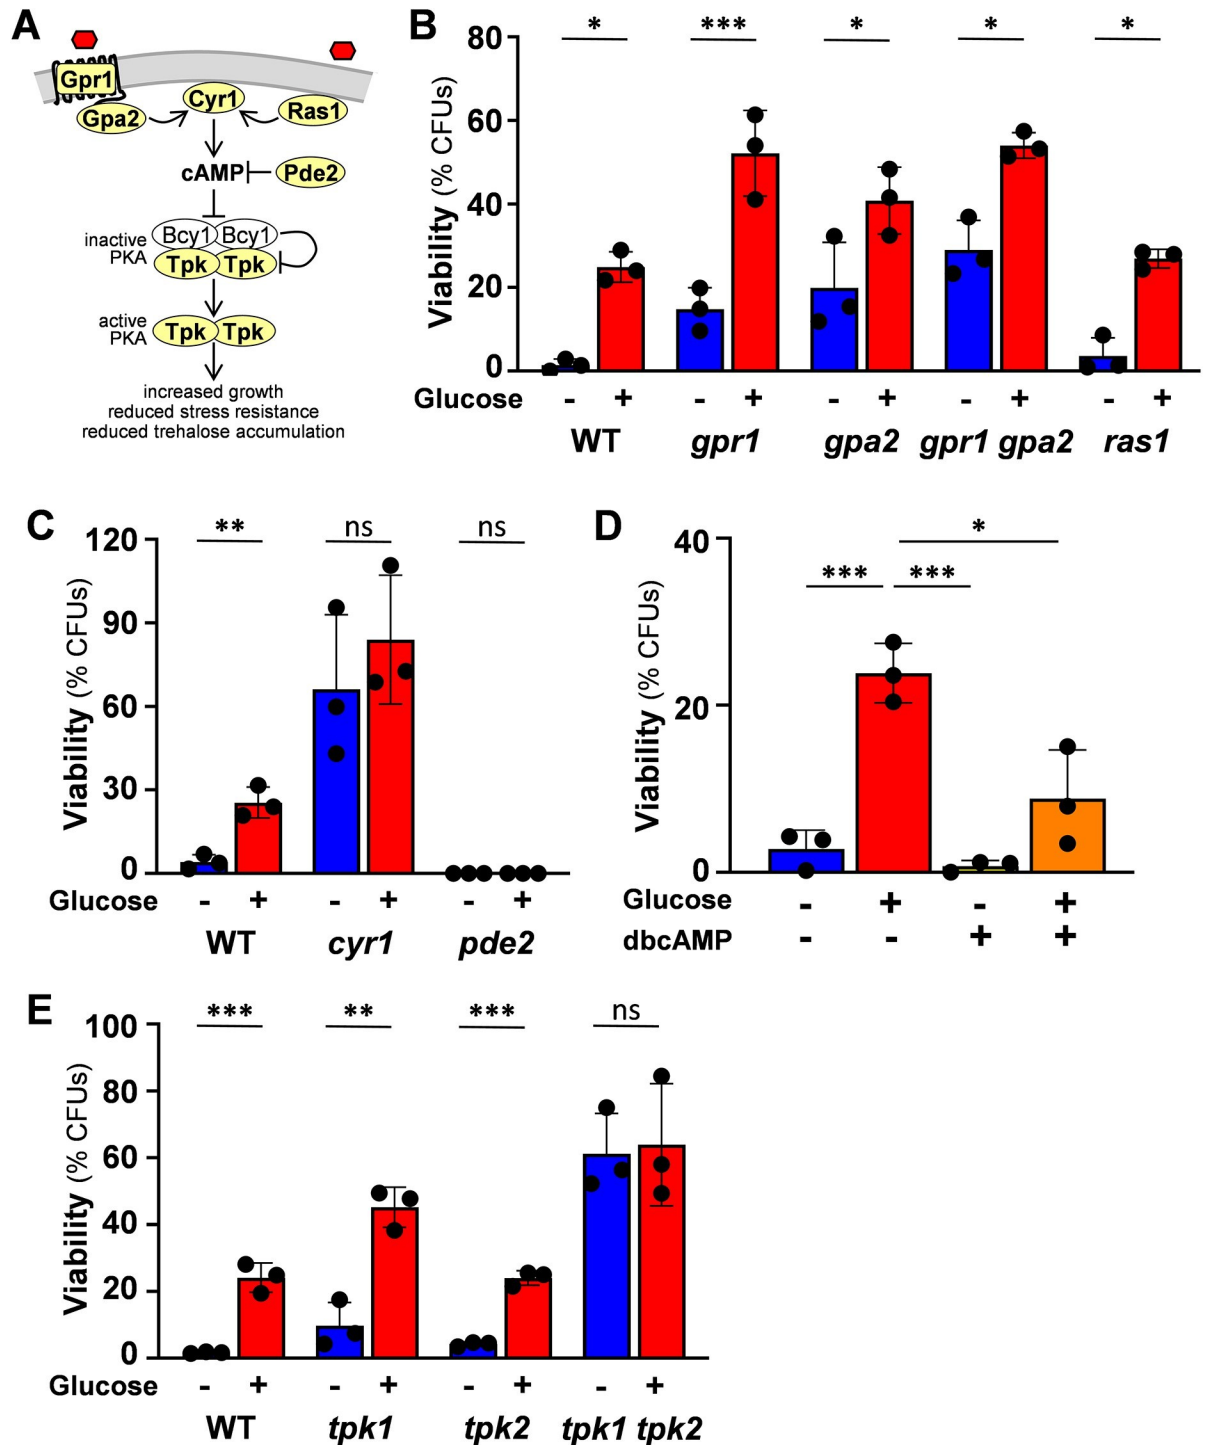 A
Gpr1
Gpa2
Cyr1
Ras1
cAMP
Pde2
inactive
PKA
Bcy1 Bcy1
Tpk Tpk
active
PKA
Tpk Tpk
increased growth
reduced stress resistance
reduced trehalose accumulation
B
Viability (% CFUs)
80
60
40
20
0
* *** * * *
Glucose - + - + - + - + - +
WT gpr1 gpa2 gpr1 gpa2 ras1
C
Viability (% CFUs)
120
90
60
30
0
** ns ns
Glucose - + - + - +
WT cyr1 pde2
D
Viability (% CFUs)
40
20
0
*
*** ***
Glucose - + - +
dbcAMP - - + +
E
Viability (% CFUs)
100
80
60
40
20
0
*** ** *** ns
Glucose - + - + - + - +
WT tpk1 tpk2 tpk1 tpk2